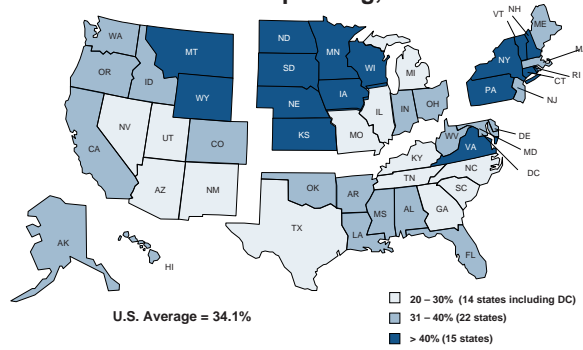 NH
VT
ME
WA
ND
MN
MT
NY
OR
SD
WI
MI
RI
ID
CT
WY
PA
IA
NJ
NE
NV
IL
IN
OH
UT
DE
CO
WV
KS
MO
VA
CA
MD
KY
DC
NC
TN
AZ
NM
OK
AR
SC
MS
AL
GA
TX
LA
AK
FL
HI
20 – 30% (14 states including DC)
U.S. Average = 34.1%
31 – 40% (22 states)
> 40% (15 states)